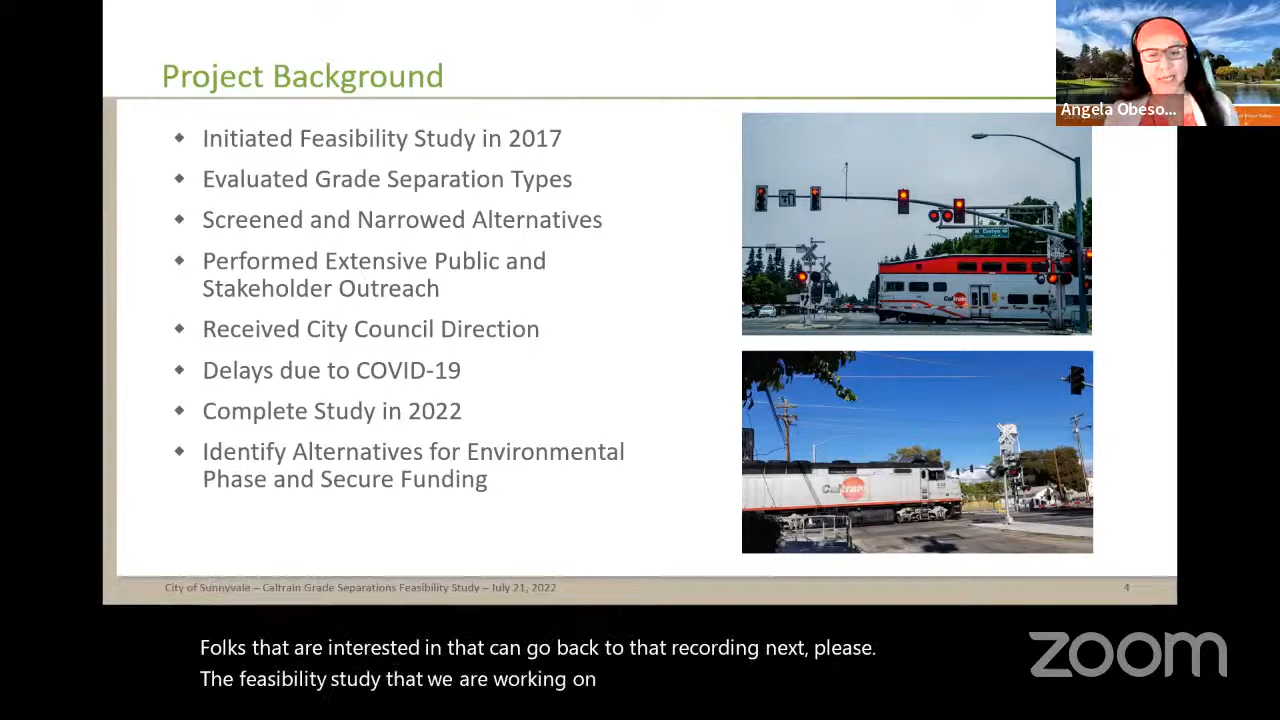 Project Background
Angela Obeso...
Initiated Feasibility Study in 2017
Evaluated Grade Separation Types
Screened and Narrowed Alternatives
Performed Extensive Public and
Stakeholder Outreach
Received City Council Direction
Delays due to COVID-19
Complete Study in 2022
Identify Alternatives for Environmental
Phase and Secure Funding
W. Evelyn
Caltrain
Caltrain
City of Sunnyvale – Caltrain Grade Separations Feasibility Study – July 21, 2022
4
Folks that are interested in that can go back to that recording next, please.
The feasibility study that we are working on
zoom